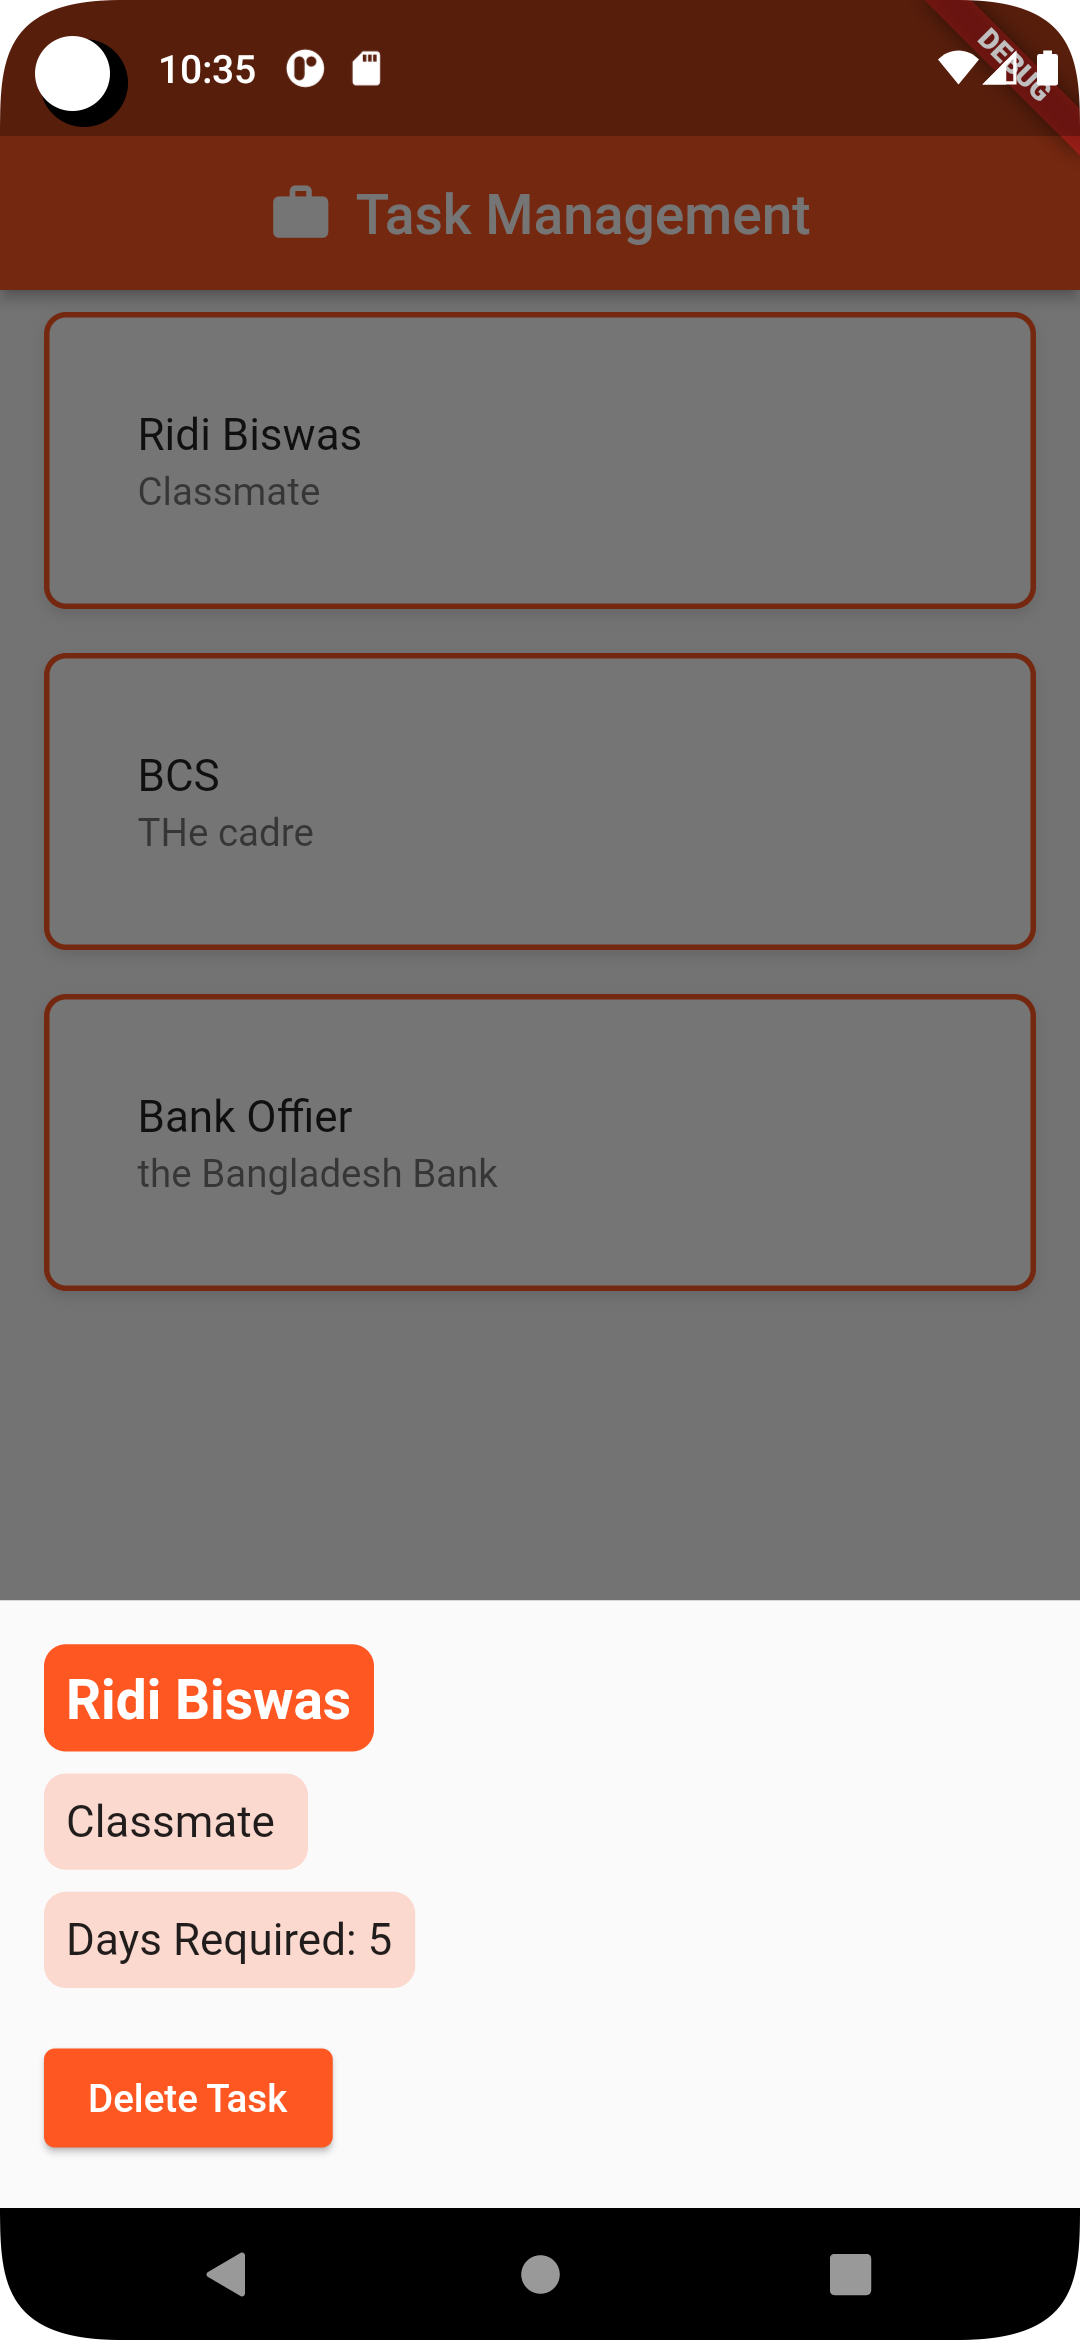 10:35
DEBUG
Task Management
Ridi Biswas
Classmate
BCS
THe cadre
Bank Offier
the Bangladesh Bank
Ridi Biswas
Classmate
Days Required: 5
Delete Task